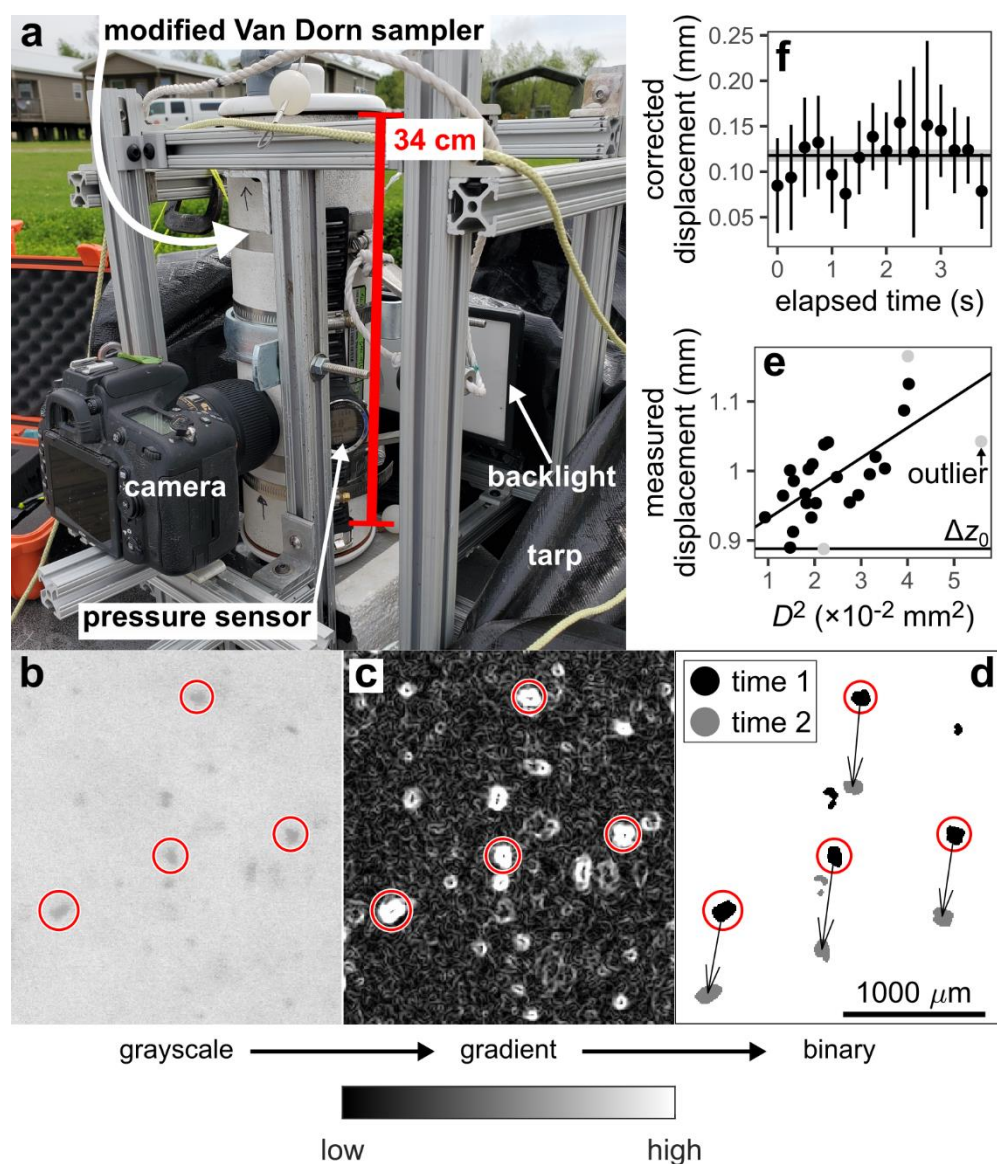 a
modified Van Dorn sampler
34 cm
camera
backlight
tarp
pressure sensor
f
corrected
displacement (mm)
0.25
0.20
0.15
0.10
0.05
0 1 2 3
elapsed time (s)
e
measured
displacement (mm)
1.1
1
0.9
outlier
Δz₀
1 2 3 4 5
D² (×10⁻² mm²)
b
c
d
time 1
time 2
1000 μm
grayscale gradient binary
low high